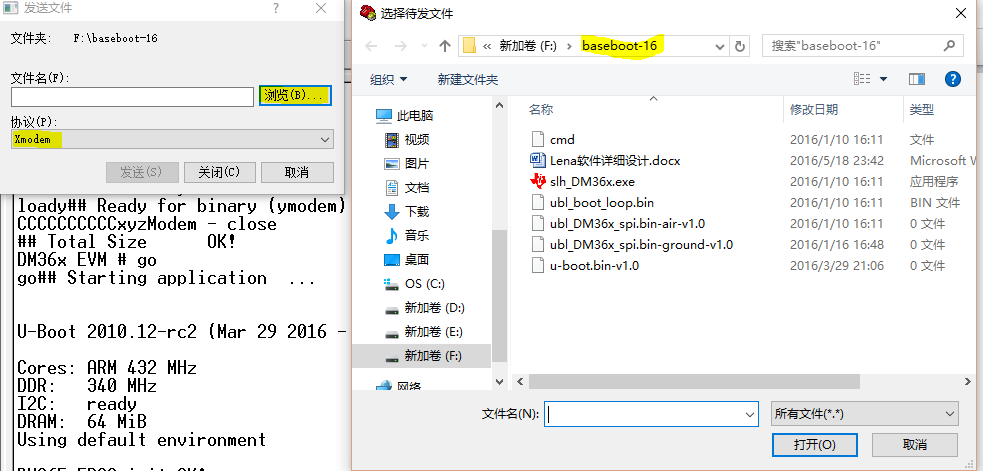 发送文件
文件夹: F:\baseboot-16
文件名(F):
浏览(B)...
协议(P):
Xmodem
发送(S)
关闭(C)
取消
loady## Ready for binary (ymodem)
CCCCCCCCCCxyzModem - close
## Total Size OK!
DM36x EVM # go
go## Starting application ...
U-Boot 2010.12-rc2 (Mar 29 2016 -
Cores: ARM 432 MHz
DDR: 340 MHz
I2C: ready
DRAM: 64 MiB
Using default environment
选择待发文件
« 新加卷 (F:) › baseboot-16
搜索"baseboot-16"
组织
新建文件夹
此电脑
视频
图片
文档
下载
音乐
桌面
OS (C:)
新加卷 (D:)
新加卷 (E:)
新加卷 (F:)
网络
名称 修改日期 类型
cmd 2016/1/10 16:11 文件
Lena软件详细设计.docx 2016/5/18 23:42 Microsoft
slh_DM36x.exe 2016/1/10 16:11 应用程序
ubl_boot_loop.bin 2016/1/10 16:11 BIN 文件
ubl_DM36x_spi.bin-air-v1.0 2016/1/10 16:11 0 文件
ubl_DM36x_spi.bin-ground-v1.0 2016/1/16 16:48 0 文件
u-boot.bin-v1.0 2016/3/29 21:06 0 文件
文件名(N):
所有文件(*.*)
打开(O)
取消